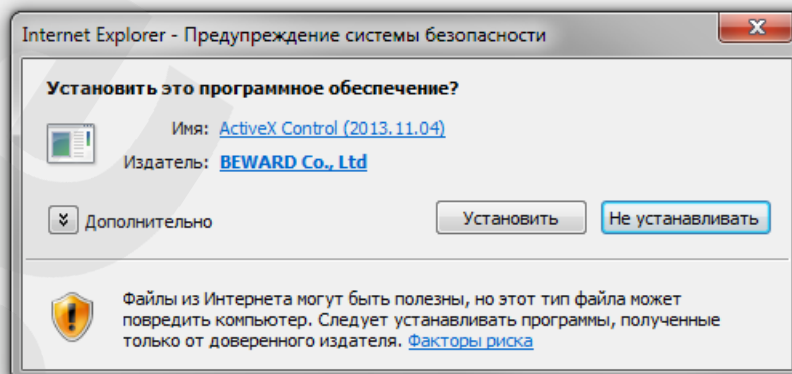 Internet Explorer - Предупреждение системы безопасности
Установить это программное обеспечение?
Имя: ActiveX Control (2013.11.04)
Издатель: BEWARD Co., Ltd
Дополнительно
Установить
Не устанавливать
Файлы из Интернета могут быть полезны, но этот тип файла может
повредить компьютер. Следует устанавливать программы, полученные
только от доверенного издателя. Факторы риска